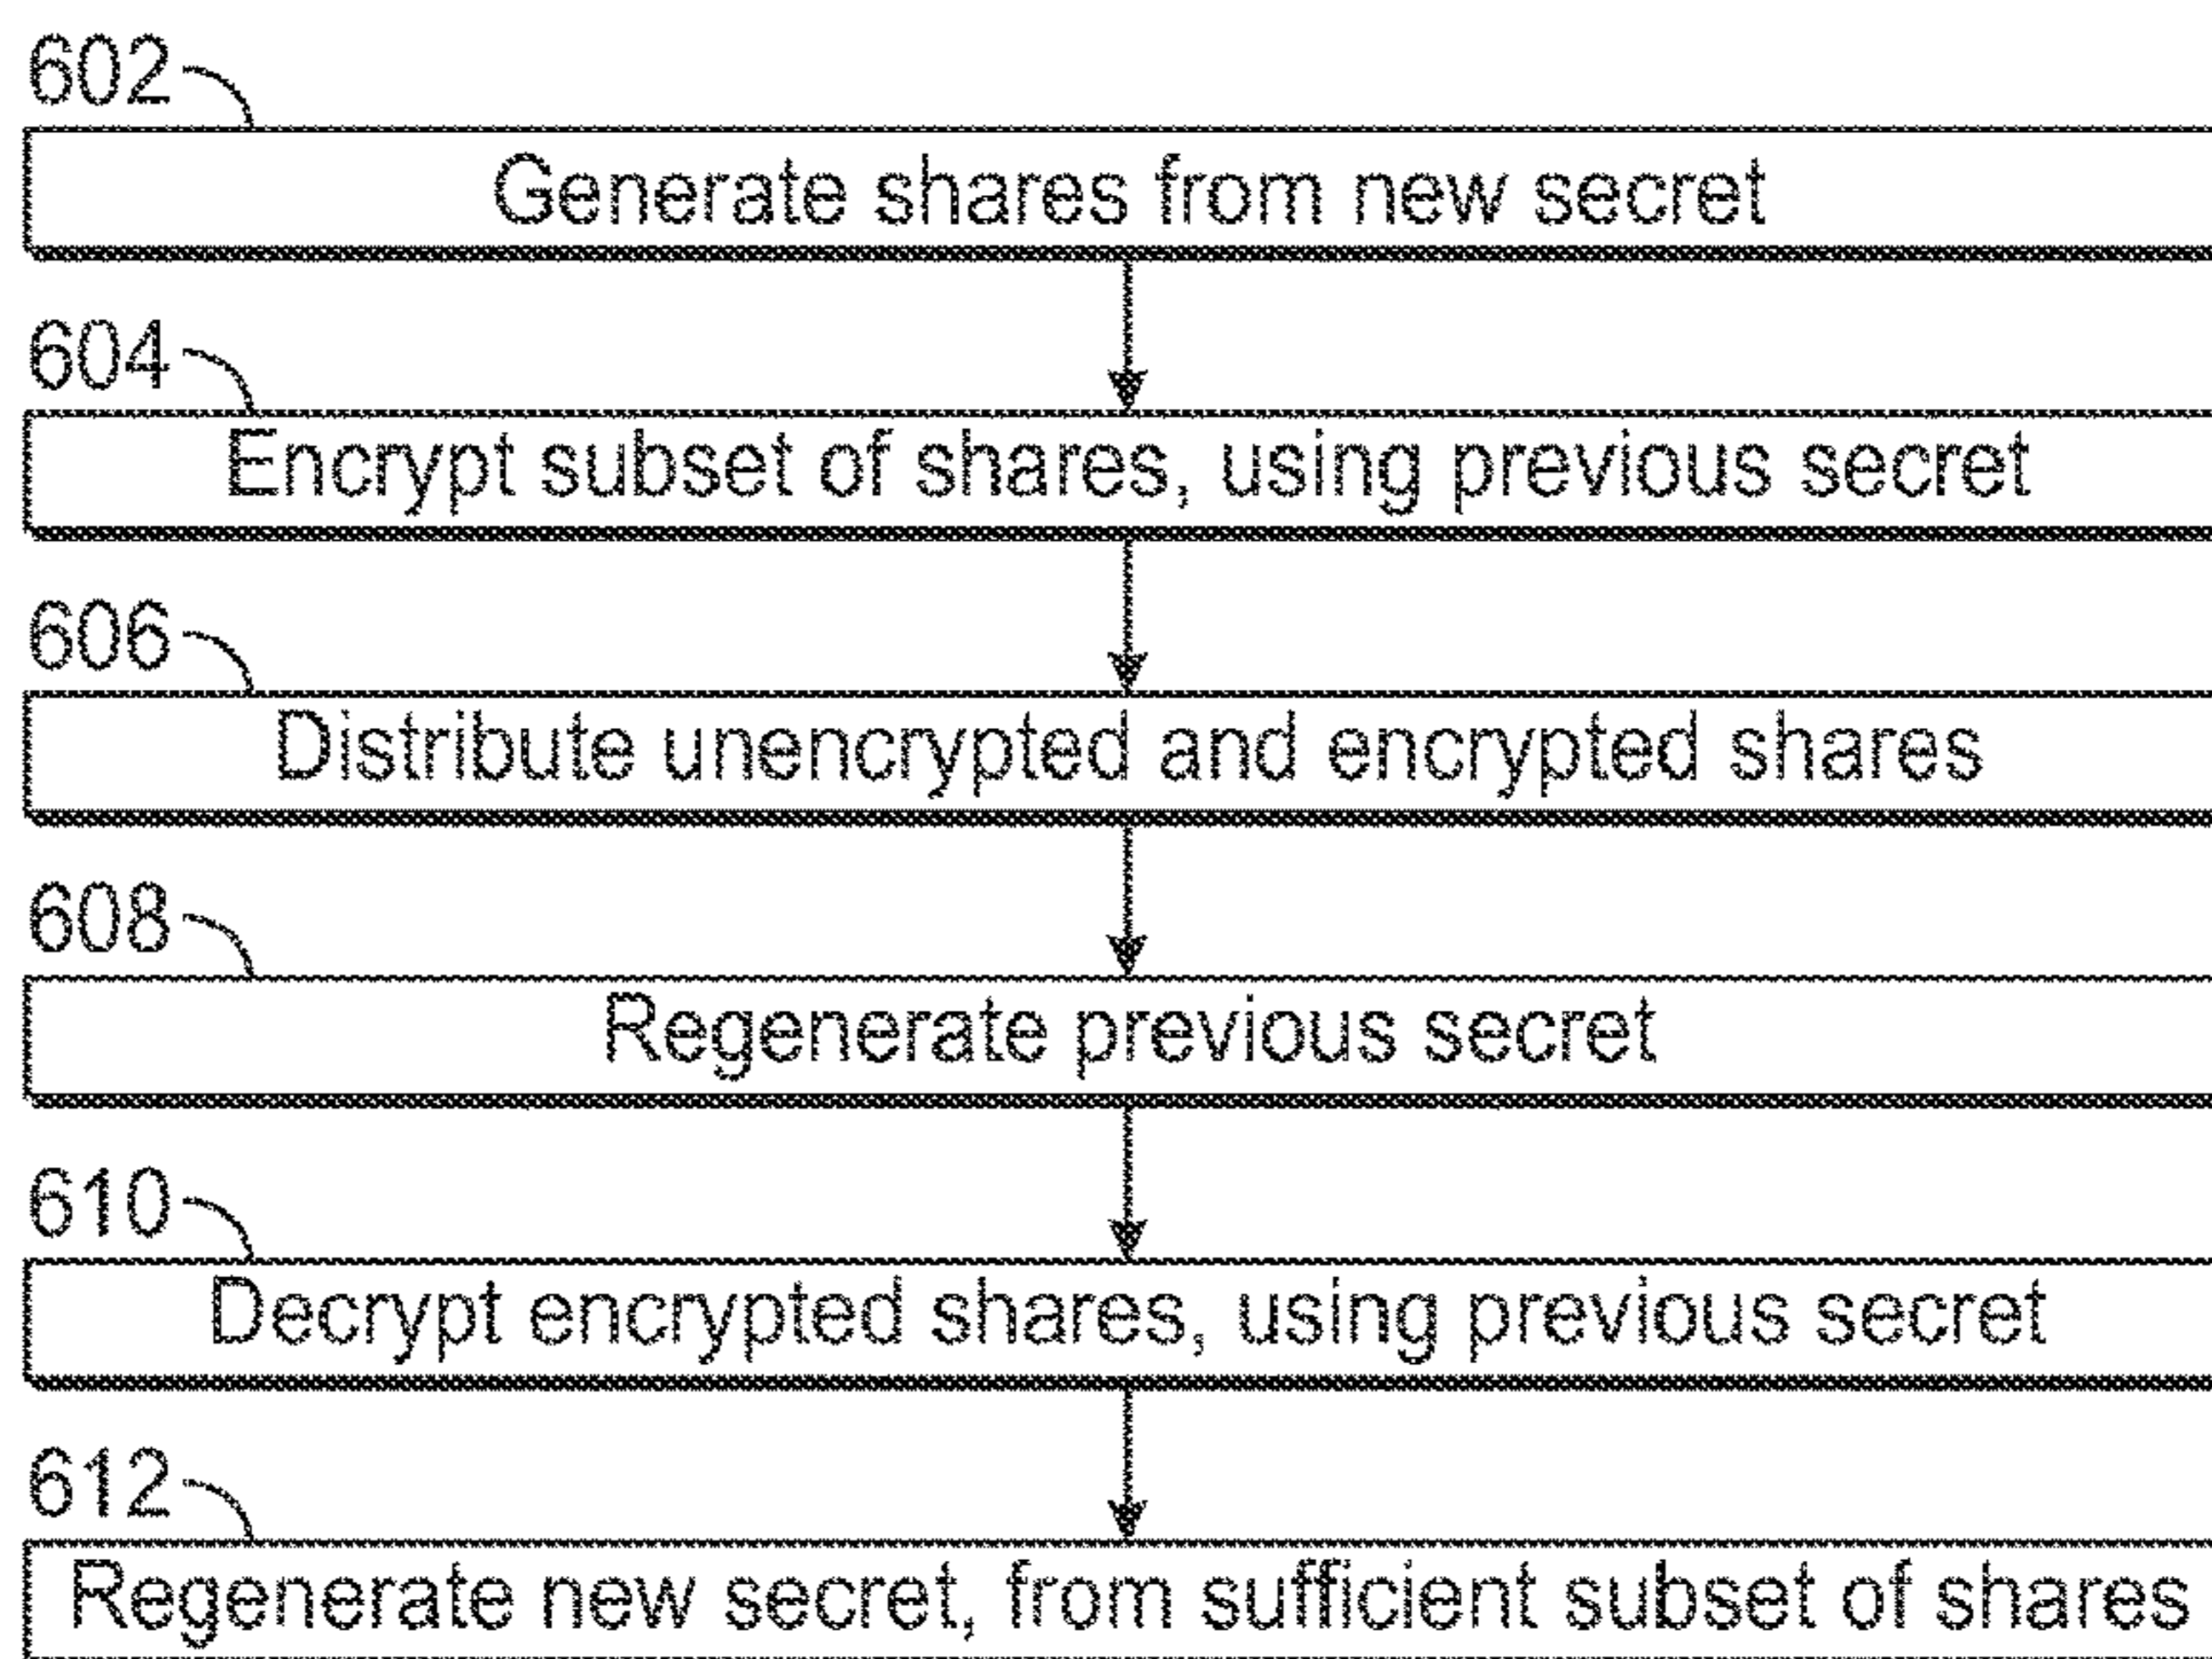 602
Generate shares from new secret
604
Encrypt subset of shares, using previous secret
606
Distribute unencrypted and encrypted shares
608
Regenerate previous secret
610
Decrypt encrypted shares, using previous secret
612
Regenerate new secret, from sufficient subset of shares